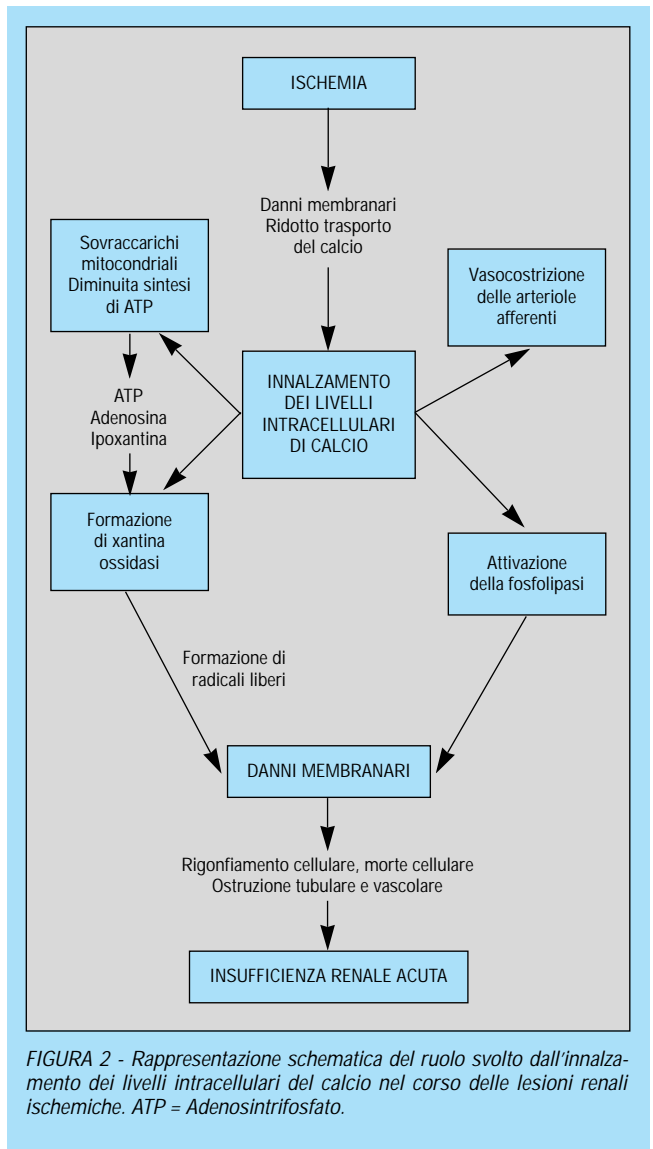 ISCHEMIA
Danni membranari
Ridotto trasporto
del calcio
Sovraccarichi
mitocondriali
Diminuita sintesi
di ATP
Vasocostrizione
delle arteriole
afferenti
INNALZAMENTO
DEI LIVELLI
INTRACELLULARI
DI CALCIO
ATP
Adenosina
Ipoxantina
Formazione
di xantina
ossidasi
Attivazione
della fosfolipasi
Formazione di
radicali liberi
DANNI MEMBRANARI
Rigonfiamento cellulare, morte cellulare
Ostruzione tubulare e vascolare
INSUFFICIENZA RENALE ACUTA
FIGURA 2 - Rappresentazione schematica del ruolo svolto dall'innalza-
mento dei livelli intracellulari del calcio nel corso delle lesioni renali
ischemiche. ATP = Adenosintrifosfato.